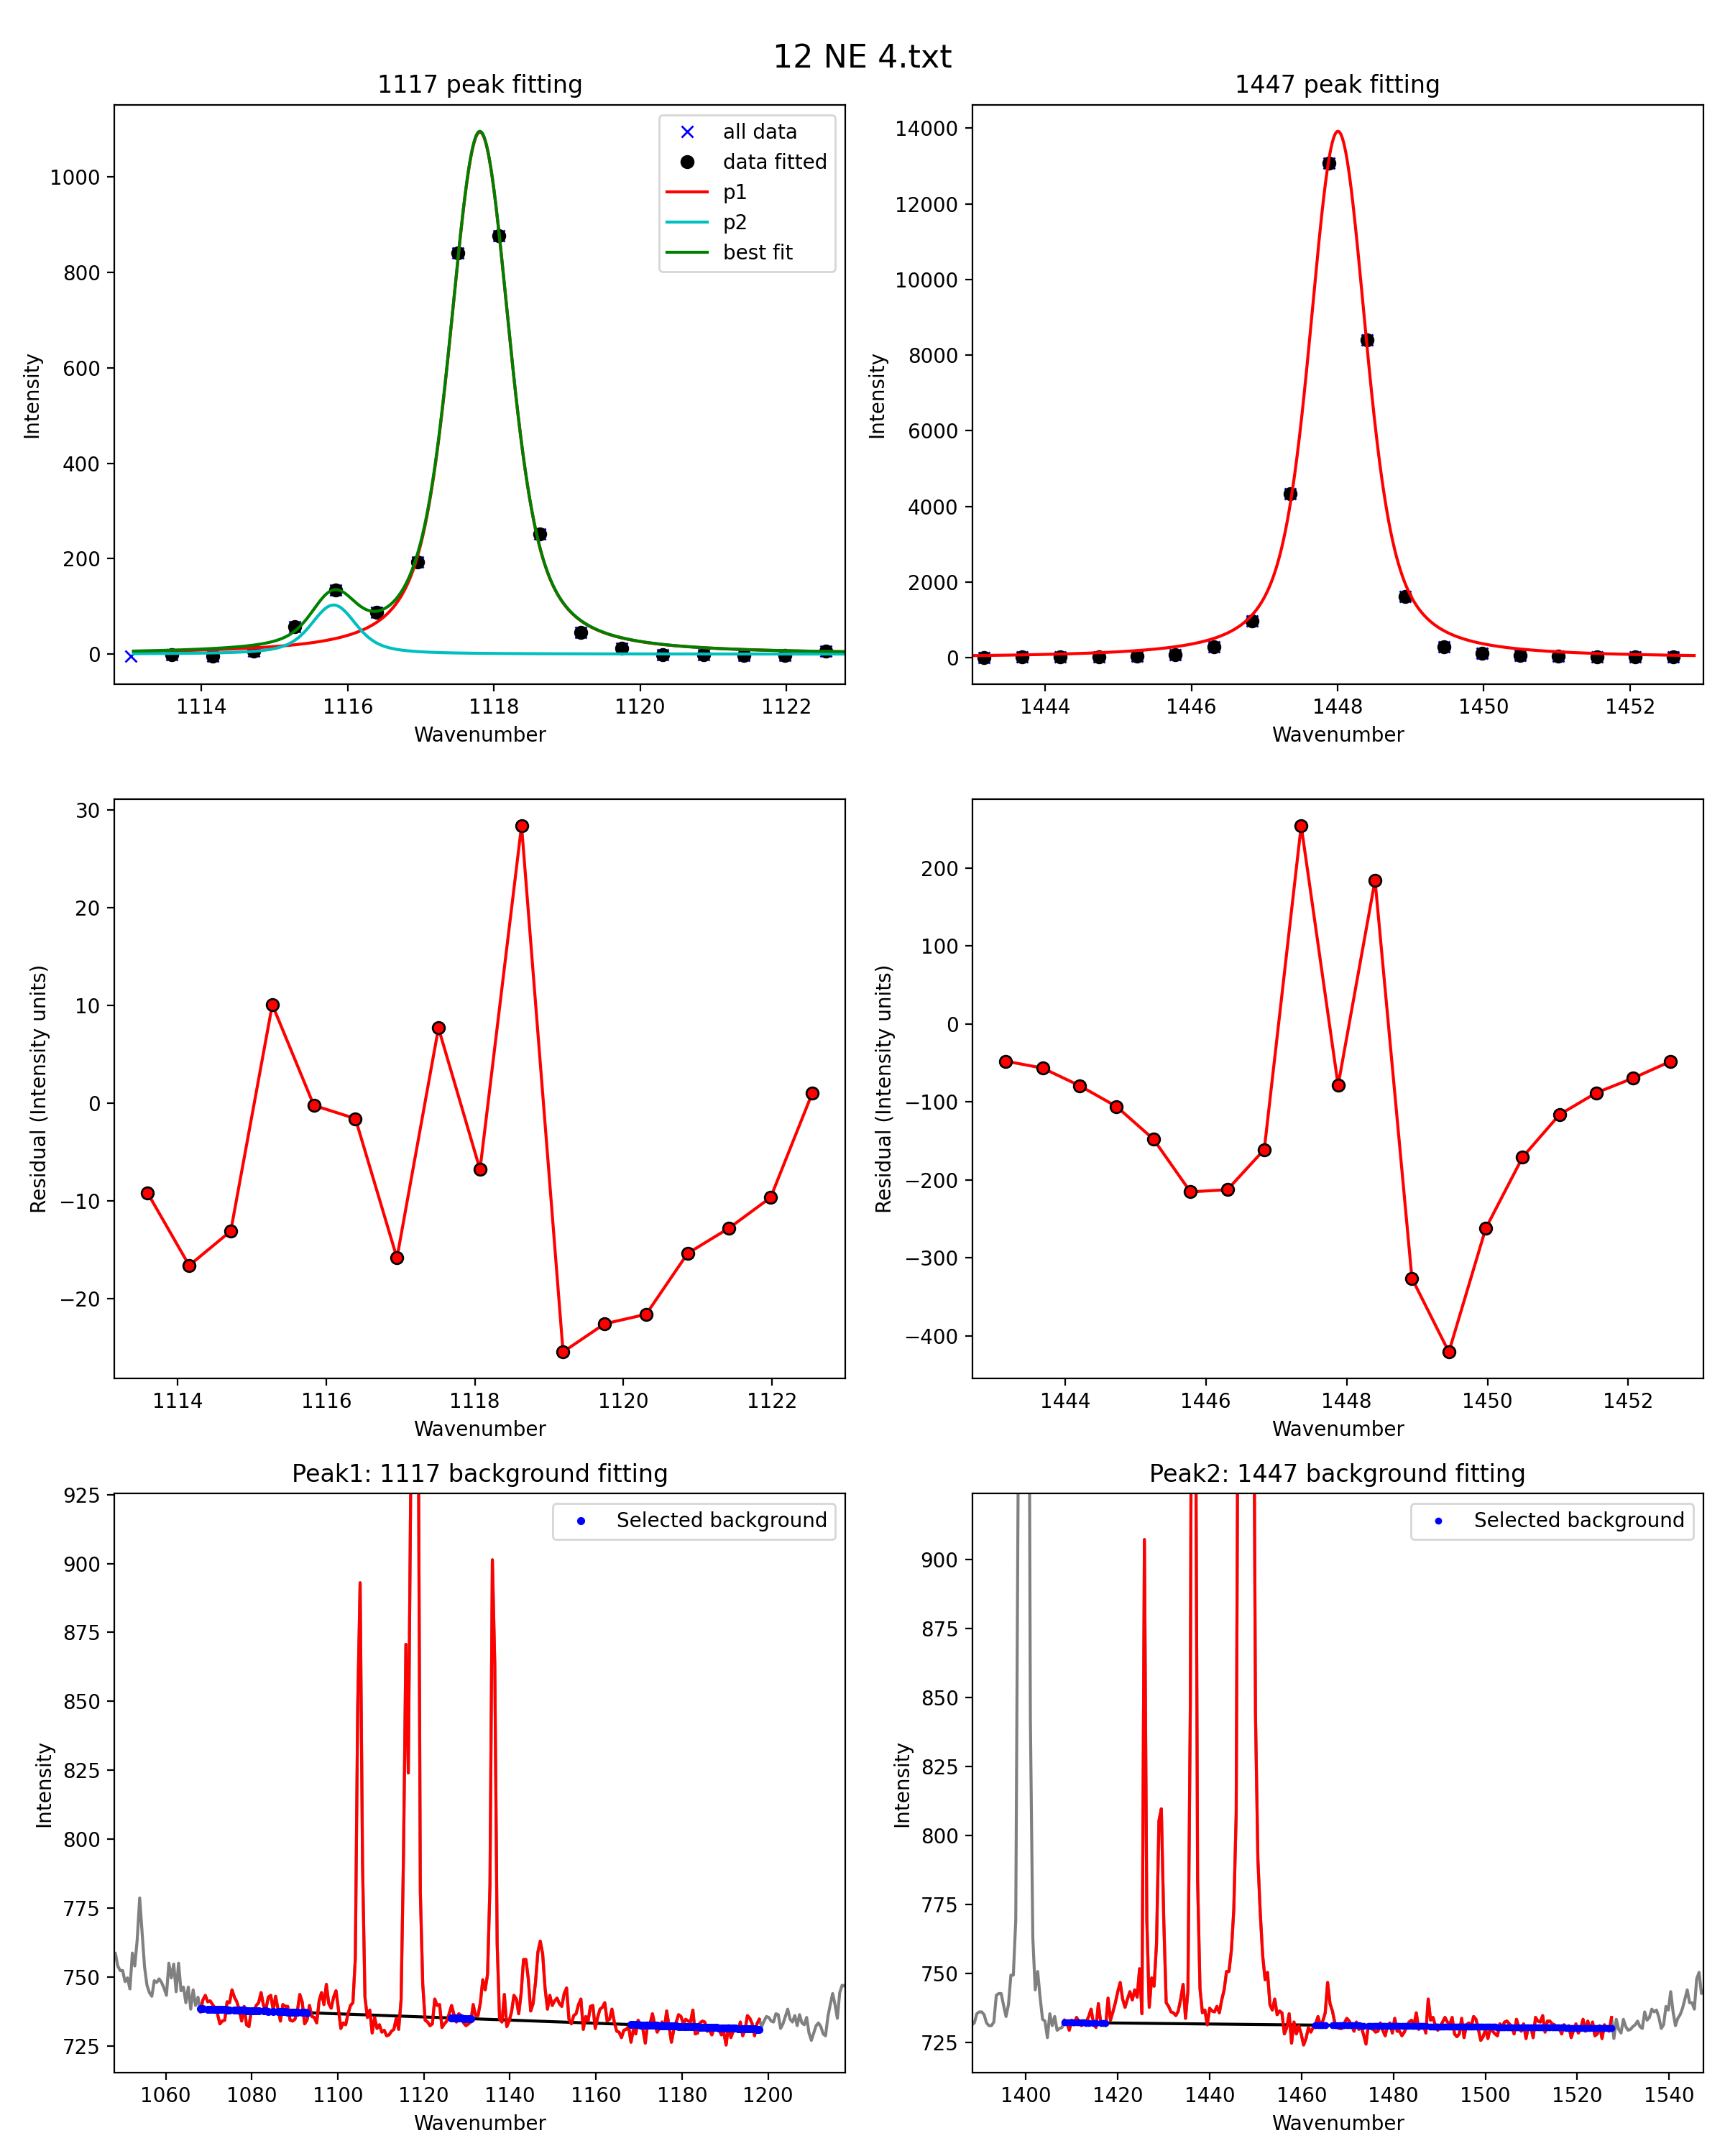 12 NE 4.txt
1117 peak fitting
1000
800
600
400
200
0
Intensity
all data
data fitted
p1
p2
best fit
1114 1116 1118 1120 1122
Wavenumber
1447 peak fitting
14000
12000
10000
8000
6000
4000
2000
0
Intensity
1444 1446 1448 1450 1452
Wavenumber
30
20
10
0
−10
−20
Residual (Intensity units)
1114 1116 1118 1120 1122
Wavenumber
200
100
0
−100
−200
−300
−400
Residual (Intensity units)
1444 1446 1448 1450 1452
Wavenumber
Peak1: 1117 background fitting
925
900
875
850
825
800
775
750
725
Intensity
Selected background
1060 1080 1100 1120 1140 1160 1180 1200
Wavenumber
Peak2: 1447 background fitting
900
875
850
825
800
775
750
725
Intensity
Selected background
1400 1420 1440 1460 1480 1500 1520 1540
Wavenumber